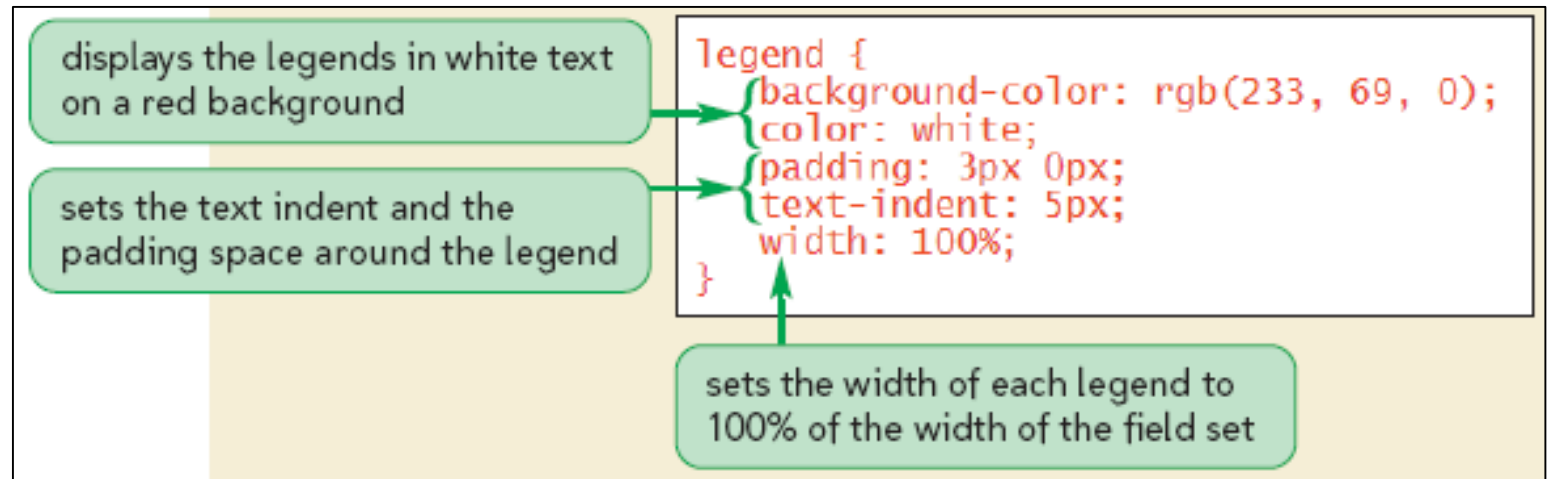 displays the legends in white text
on a red background
sets the text indent and the
padding space around the legend
legend {
background-color: rgb(233, 69, 0);
color: white;
padding: 3px 0px;
text-indent: 5px;
width: 100%;
}
sets the width of each legend to
100% of the width of the field set